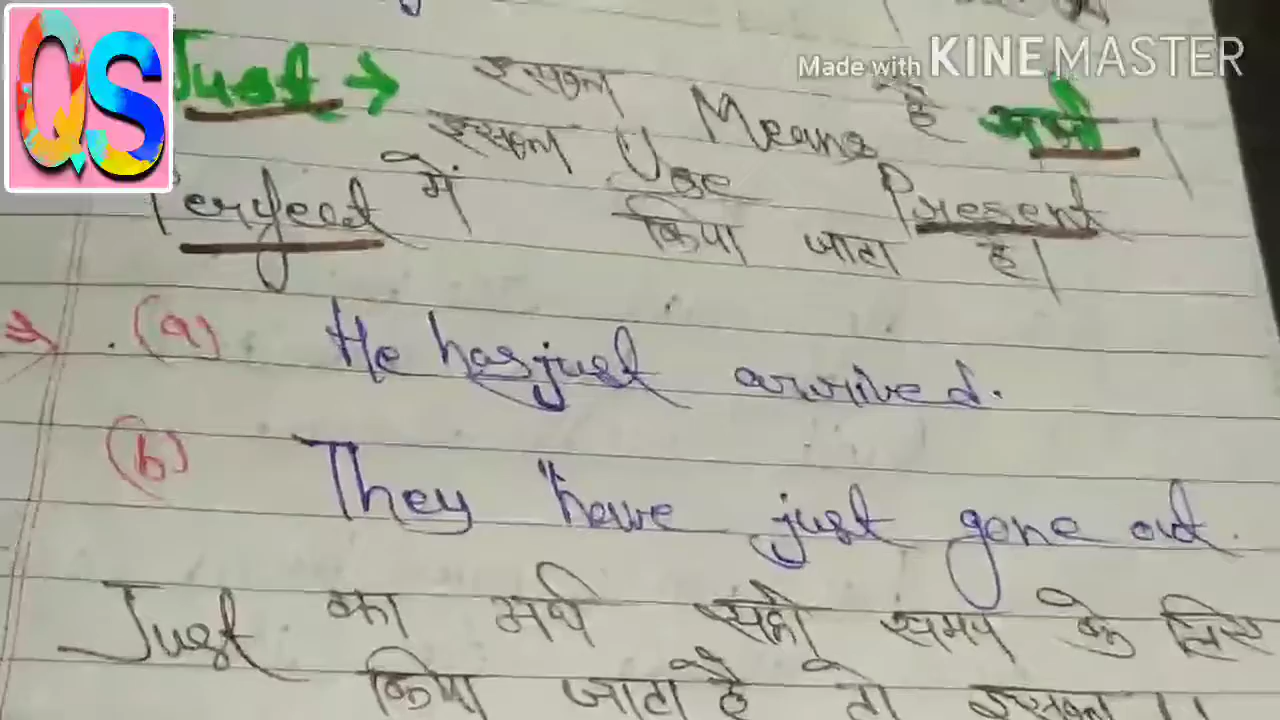 QS
Made with KINEMASTER
Just → इसका Means है अभी ।
इसका Use Present
Perfect में किया जाता है।
(a) He has just arrived.
(b) They have just gone out.
Just का अर्थ सही समय के लिए
किया जाता है तो इसका